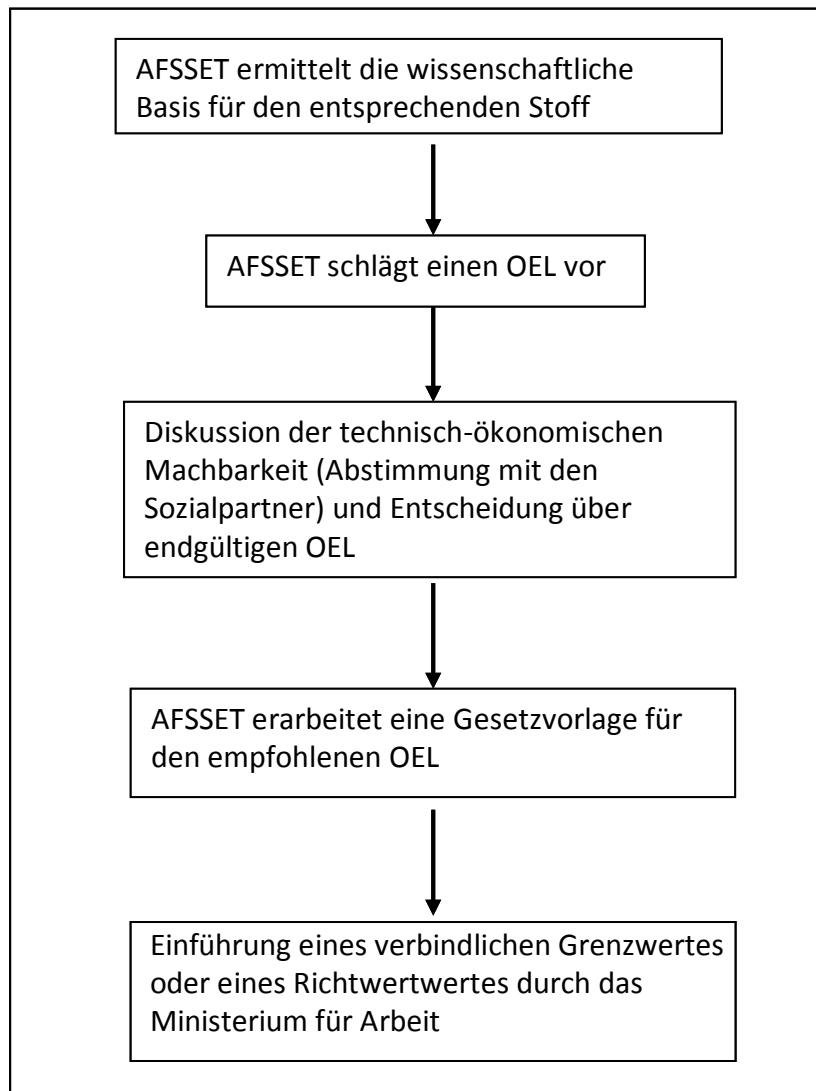 AFSSET ermittelt die wissenschaftliche
Basis für den entsprechenden Stoff
AFSSET schlägt einen OEL vor
Diskussion der technisch-ökonomischen
Machbarkeit (Abstimmung mit den
Sozialpartner) und Entscheidung über
endgültigen OEL
AFSSET erarbeitet eine Gesetzvorlage für
den empfohlenen OEL
Einführung eines verbindlichen Grenzwertes
oder eines Richtwertwertes durch das
Ministerium für Arbeit